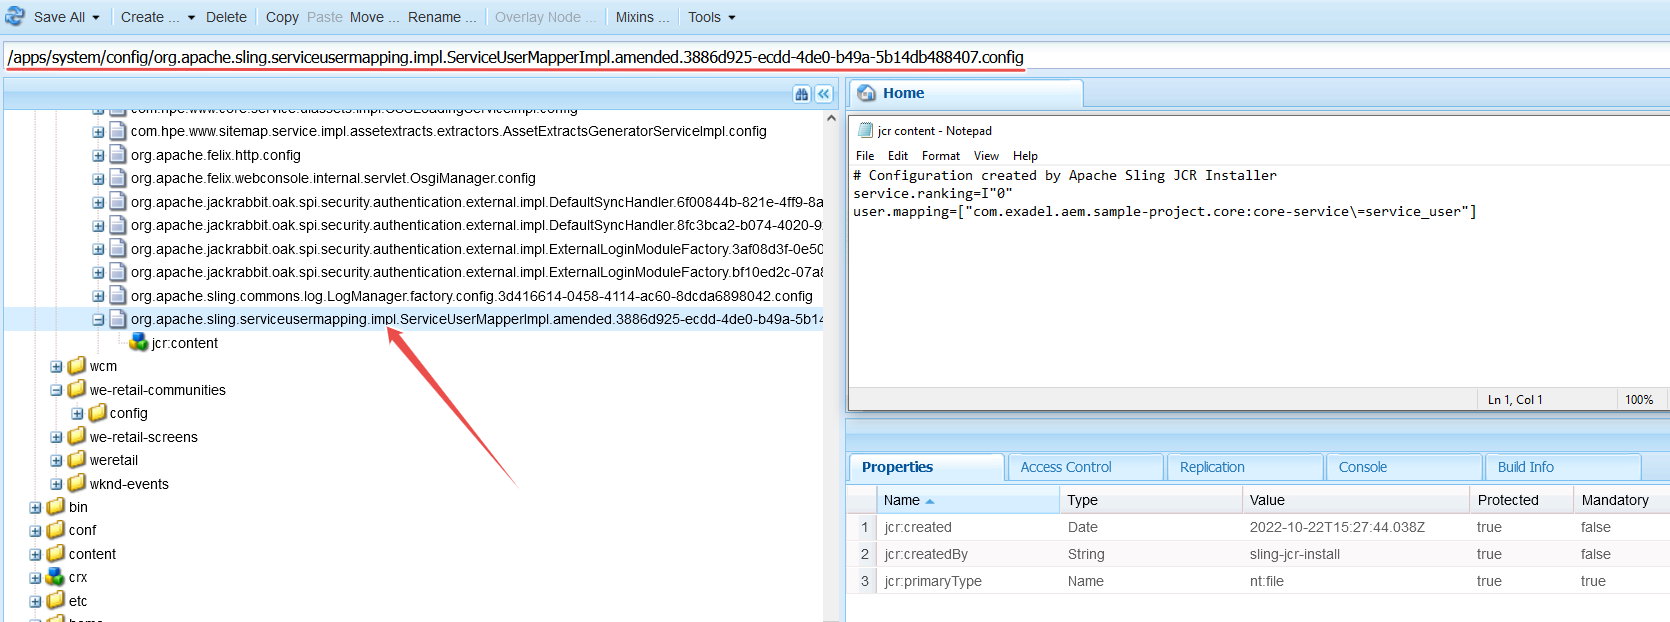 Save All Create ... Delete Copy Paste Move ... Rename ... Overlay Node ... Mixins ... Tools
/apps/system/config/org.apache.sling.serviceusermapping.impl.ServiceUserMapperImpl.amended.3886d925-ecdd-4de0-b49a-5b14db488407.config
com.hpe.www.sitemap.service.impl.assetextracts.extractors.AssetExtractsGeneratorServiceImpl.config
org.apache.felix.http.config
org.apache.felix.webconsole.internal.servlet.OsgiManager.config
org.apache.jackrabbit.oak.spi.security.authentication.external.impl.DefaultSyncHandler.6f00844b-821e-4ff9-8a
org.apache.jackrabbit.oak.spi.security.authentication.external.impl.DefaultSyncHandler.8fc3bca2-b074-4020-9
org.apache.jackrabbit.oak.spi.security.authentication.external.impl.ExternalLoginModuleFactory.3af08d3f-0e50
org.apache.jackrabbit.oak.spi.security.authentication.external.impl.ExternalLoginModuleFactory.bf10ed2c-07a8
org.apache.sling.commons.log.LogManager.factory.config.3d416614-0458-4114-ac60-8dcda6898042.config
org.apache.sling.serviceusermapping.impl.ServiceUserMapperImpl.amended.3886d925-ecdd-4de0-b49a-5b14
jcr:content
wcm
we-retail-communities
config
we-retail-screens
weretail
wknd-events
bin
conf
content
crx
etc
Home
jcr content - Notepad
File Edit Format View Help
# Configuration created by Apache Sling JCR Installer
service.ranking=I"0"
user.mapping=["com.exadel.aem.sample-project.core:core-service\=service_user"]
Ln 1, Col 1 100%
Properties Access Control Replication Console Build Info
Name Type Value Protected Mandatory
1 jcr:created Date 2022-10-22T15:27:44.038Z true false
2 jcr:createdBy String sling-jcr-install true false
3 jcr:primaryType Name nt:file true true